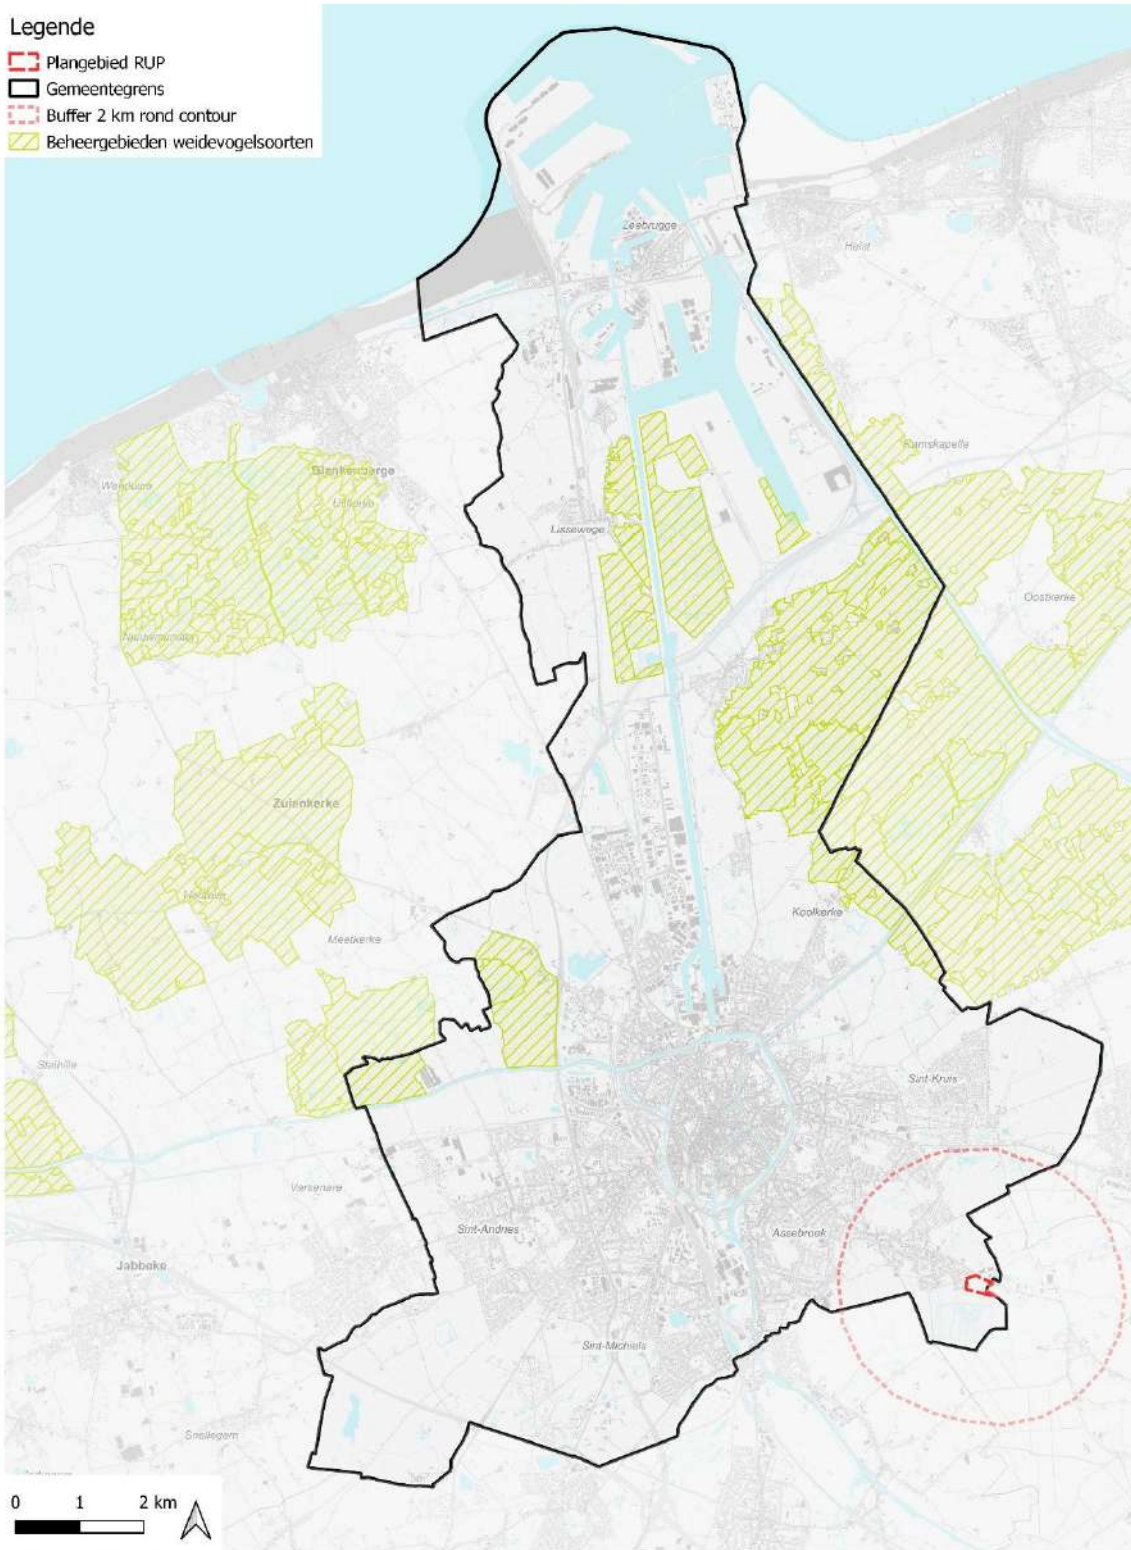 Legende
Plangebied RUP
Gemeentegrens
Buffer 2 km rond contour
Beheergebieden weidevogelsoorten
Zeebrugge
Heist
Ramskapelle
Blankenberge
Wenduine
Uitkerke
Lissewege
Oostkerke
Nieuwmunster
Zuienkerke
Houtave
Koolkerke
Meetkerke
Stalhille
Sint-Kruis
Varsenare
Sint-Andries
Assebroek
Jabbeke
Sint-Michiels
Snellegem
0 1 2 km